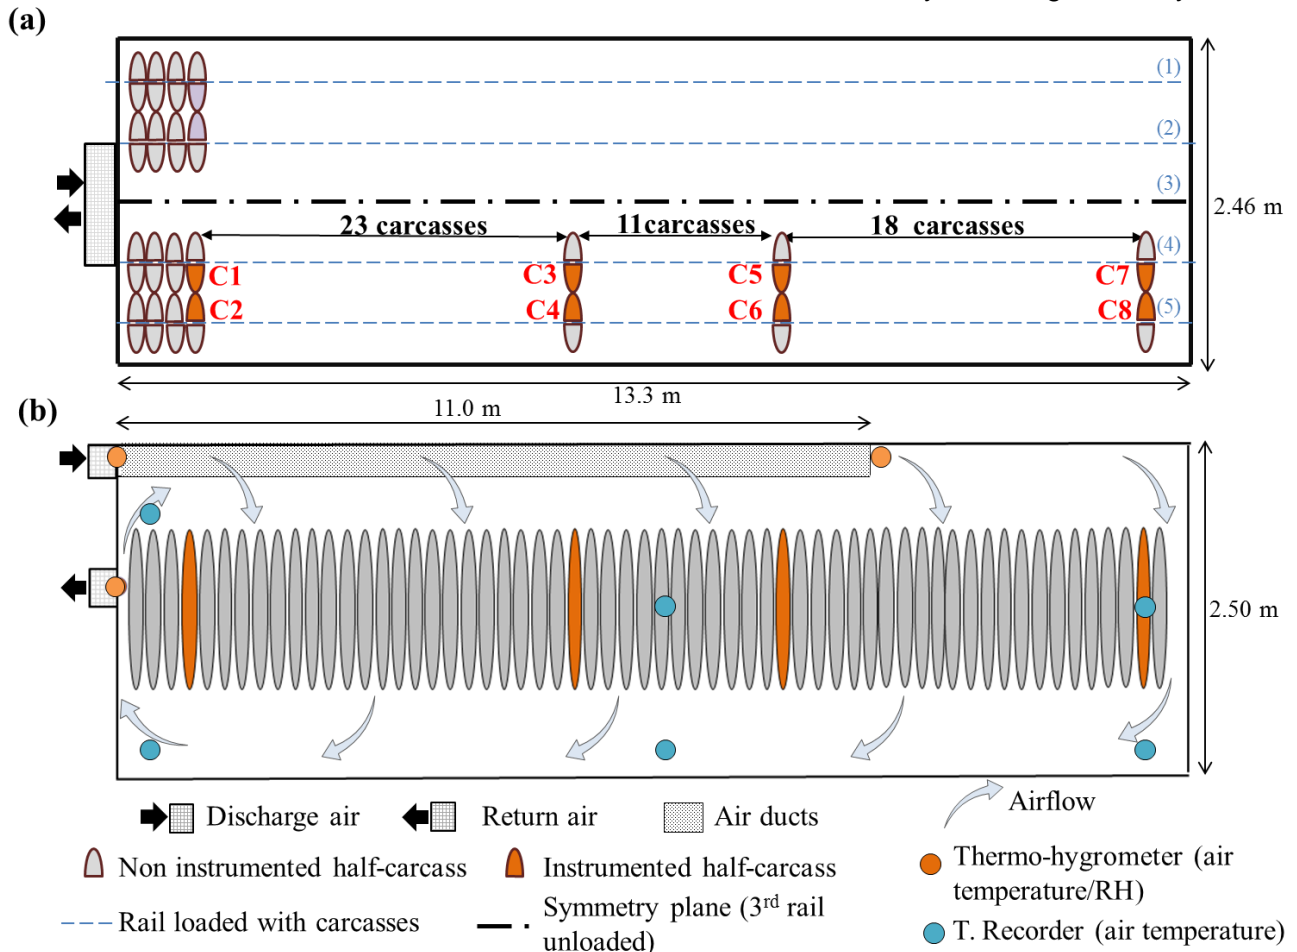 (a)
(1)
(2)
(3)
2.46 m
23 carcasses
11carcasses
18 carcasses
(4)
C1
C3
C5
C7
C2
C4
C6
C8
(5)
13.3 m
(b)
11.0 m
2.50 m
Discharge air
Return air
Air ducts
Airflow
Non instrumented half-carcass
Instrumented half-carcass
Thermo-hygrometer (air
temperature/RH)
Rail loaded with carcasses
Symmetry plane (3rd rail
unloaded)
T. Recorder (air temperature)